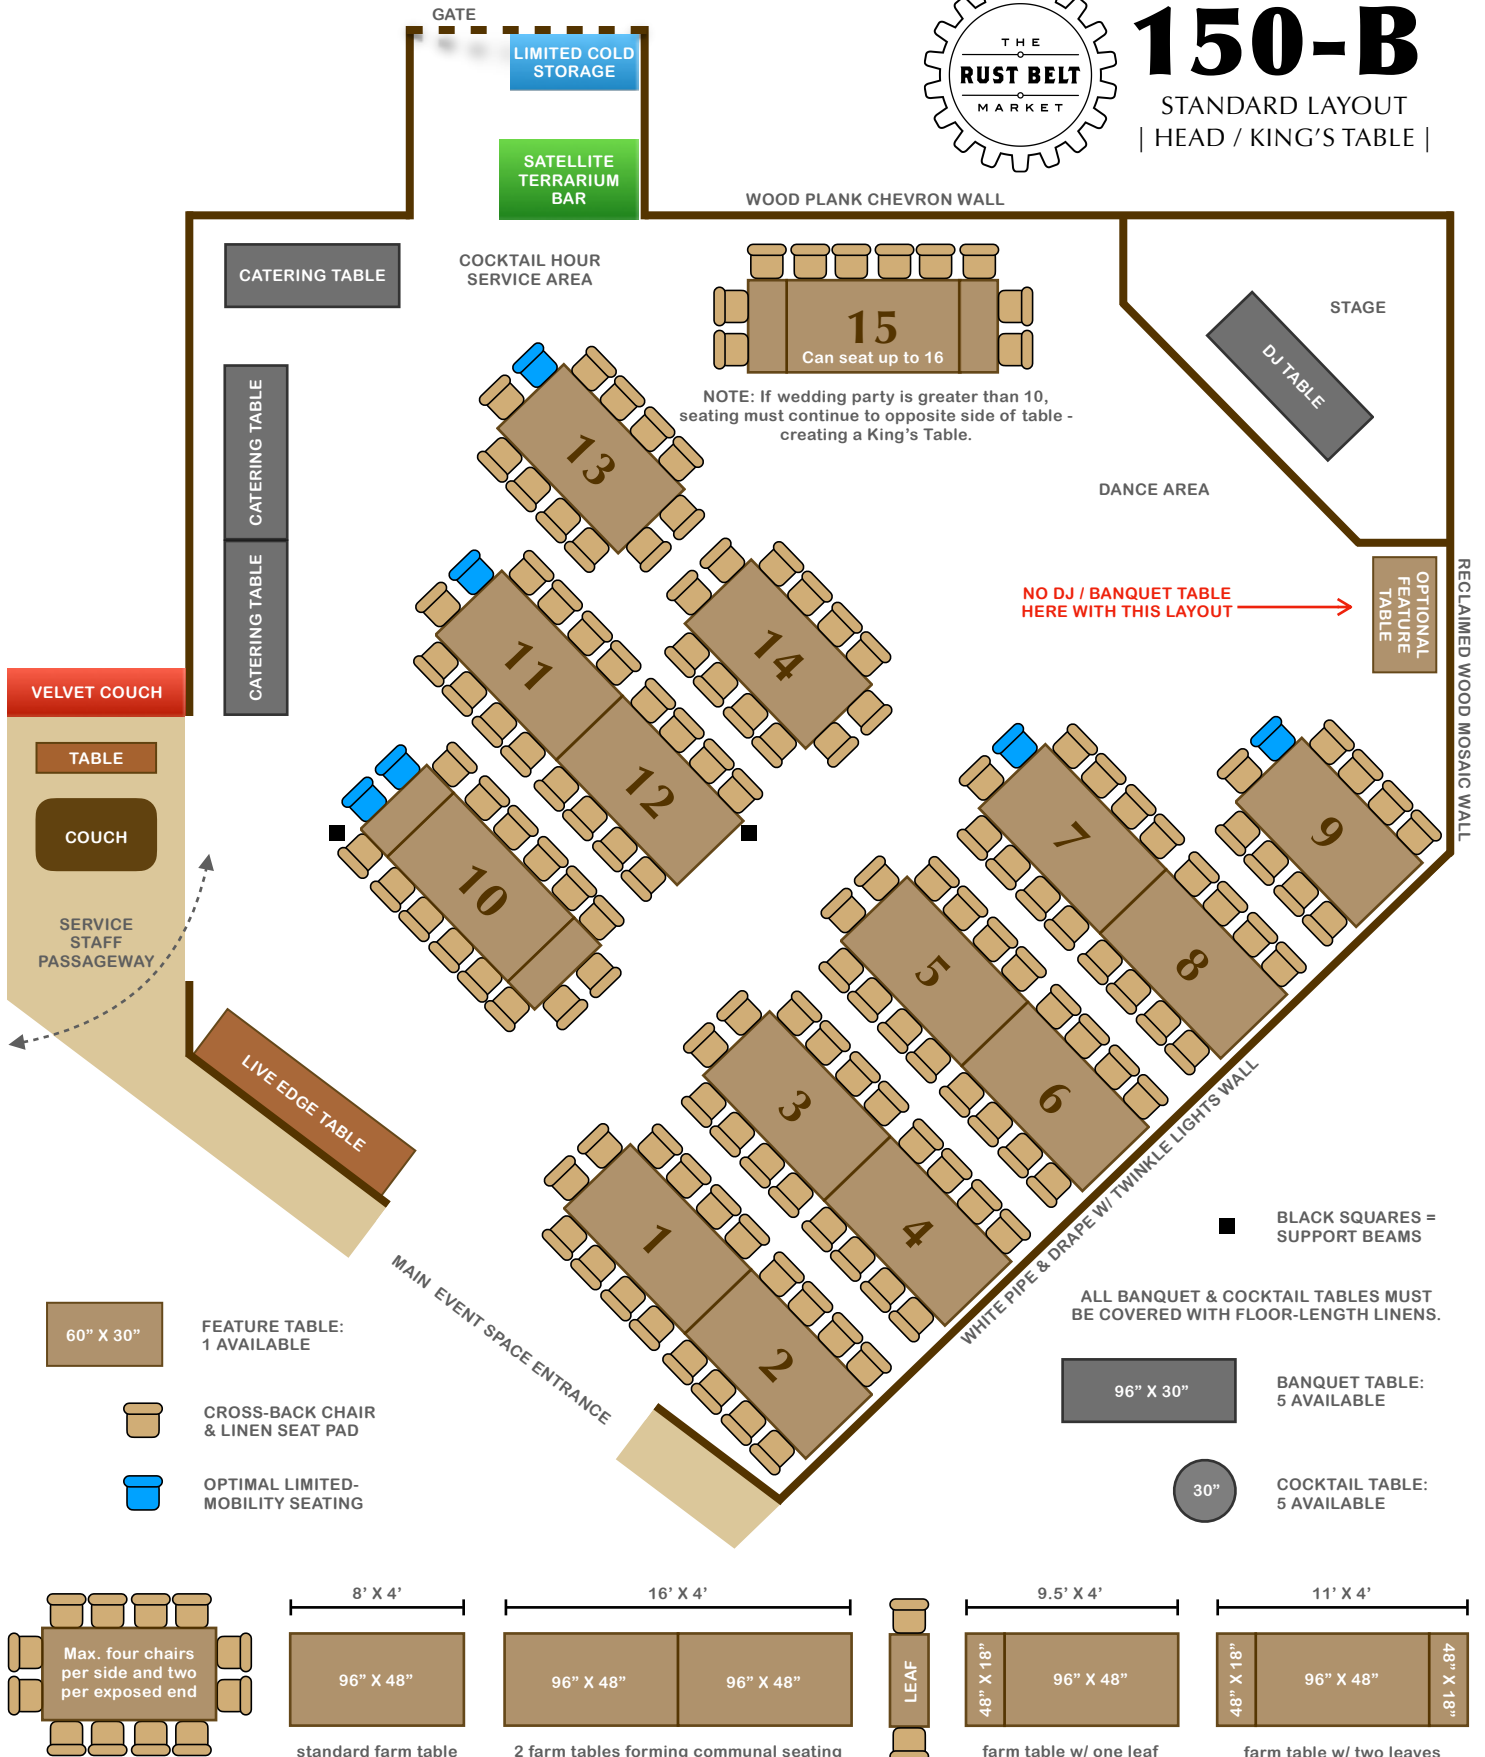 GATE
LIMITED COLD
STORAGE
THE
RUST BELT
MARKET
150-B
STANDARD LAYOUT
| HEAD / KING'S TABLE |
SATELLITE
TERRARIUM
BAR
WOOD PLANK CHEVRON WALL
CATERING TABLE
COCKTAIL HOUR
SERVICE AREA
15
Can seat up to 16
STAGE
DJ TABLE
NOTE: If wedding party is greater than 10,
seating must continue to opposite side of table -
creating a King's Table.
CATERING TABLE
CATERING TABLE
13
DANCE AREA
NO DJ / BANQUET TABLE
HERE WITH THIS LAYOUT
OPTIONAL
FEATURE
TABLE
RECLAIMED WOOD MOSAIC WALL
11
14
12
VELVET COUCH
TABLE
COUCH
SERVICE
STAFF
PASSAGEWAY
10
7
9
8
5
6
3
4
1
2
LIVE EDGE TABLE
MAIN EVENT SPACE ENTRANCE
WHITE PIPE & DRAPE W/ TWINKLE LIGHTS WALL
BLACK SQUARES =
SUPPORT BEAMS
ALL BANQUET & COCKTAIL TABLES MUST
BE COVERED WITH FLOOR-LENGTH LINENS.
60” X 30”
FEATURE TABLE:
1 AVAILABLE
96” X 30”
BANQUET TABLE:
5 AVAILABLE
CROSS-BACK CHAIR
& LINEN SEAT PAD
OPTIMAL LIMITED-
MOBILITY SEATING
30”
COCKTAIL TABLE:
5 AVAILABLE
Max. four chairs
per side and two
per exposed end
8’ X 4’
96” X 48”
standard farm table
16’ X 4’
96” X 48”
96” X 48”
2 farm tables forming communal seating
LEAF
9.5’ X 4’
48” X 18”
96” X 48”
farm table w/ one leaf
11’ X 4’
48” X 18”
96” X 48”
48” X 18”
farm table w/ two leaves